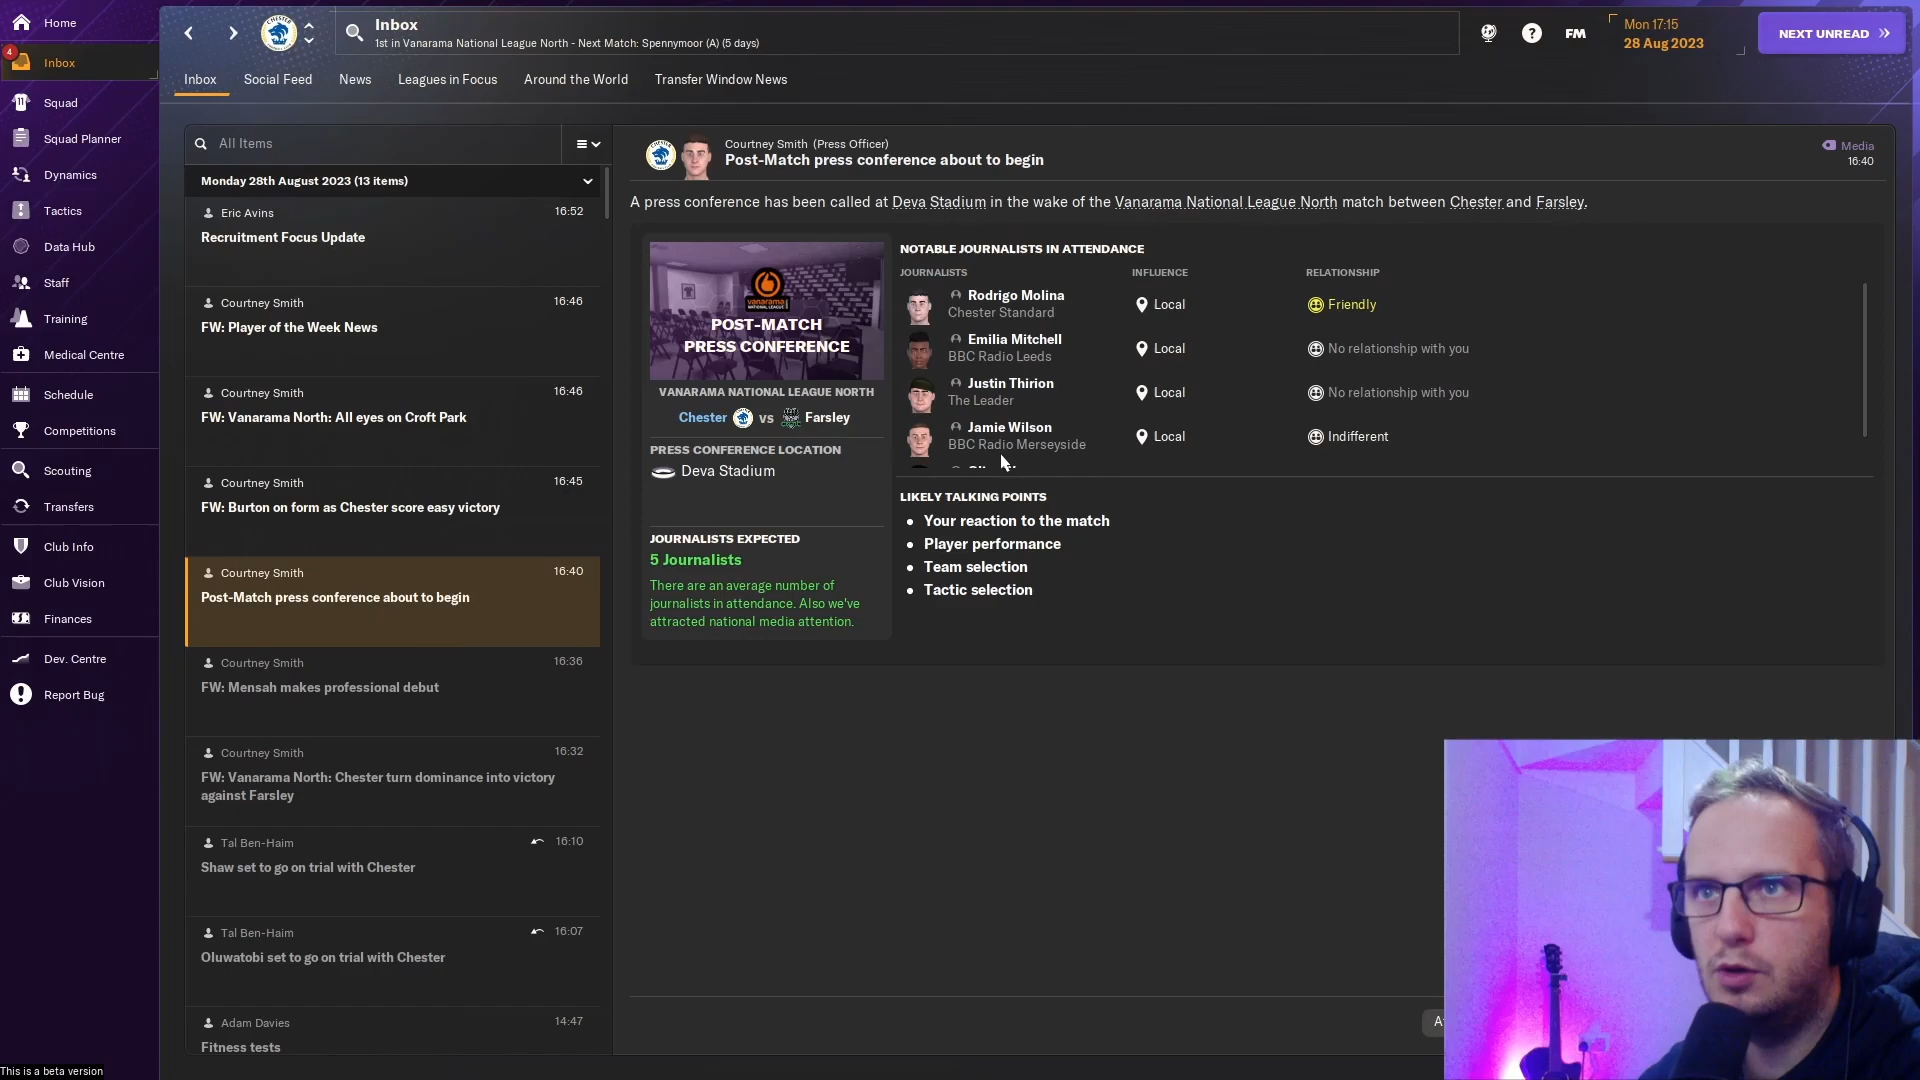 Home
4
Inbox
Squad
Squad Planner
Dynamics
Tactics
Data Hub
Staff
Training
Medical Centre
Schedule
Competitions
Scouting
Transfers
Club Info
Club Vision
Finances
Dev. Centre
Report Bug
This is a beta version
CHESTER
Inbox
1st in Vanarama National League North - Next Match: Spennymoor (A) (5 days)
FM
Mon 17:15
28 Aug 2023
NEXT UNREAD
Inbox
Social Feed
News
Leagues in Focus
Around the World
Transfer Window News
All Items
Monday 28th August 2023 (13 items)
Eric Avins 16:52
Recruitment Focus Update
Courtney Smith 16:46
FW: Player of the Week News
Courtney Smith 16:46
FW: Vanarama North: All eyes on Croft Park
Courtney Smith 16:45
FW: Burton on form as Chester score easy victory
Courtney Smith 16:40
Post-Match press conference about to begin
Courtney Smith 16:36
FW: Mensah makes professional debut
Courtney Smith 16:32
FW: Vanarama North: Chester turn dominance into victory
against Farsley
Tal Ben-Haim 16:10
Shaw set to go on trial with Chester
Tal Ben-Haim 16:07
Oluwatobi set to go on trial with Chester
Adam Davies 14:47
Fitness tests
Courtney Smith (Press Officer)
Post-Match press conference about to begin
Media
16:40
A press conference has been called at Deva Stadium in the wake of the Vanarama National League North match between Chester and Farsley.
vanarama
NATIONAL LEAGUE
POST-MATCH
PRESS CONFERENCE
VANARAMA NATIONAL LEAGUE NORTH
Chester vs Farsley
PRESS CONFERENCE LOCATION
Deva Stadium
JOURNALISTS EXPECTED
5 Journalists
There are an average number of
journalists in attendance. Also we've
attracted national media attention.
NOTABLE JOURNALISTS IN ATTENDANCE
JOURNALISTS INFLUENCE RELATIONSHIP
Rodrigo Molina
Chester Standard
Local
Friendly
Emilia Mitchell
BBC Radio Leeds
Local
No relationship with you
Justin Thirion
The Leader
Local
No relationship with you
Jamie Wilson
BBC Radio Merseyside
Local
Indifferent
LIKELY TALKING POINTS
Your reaction to the match
Player performance
Team selection
Tactic selection